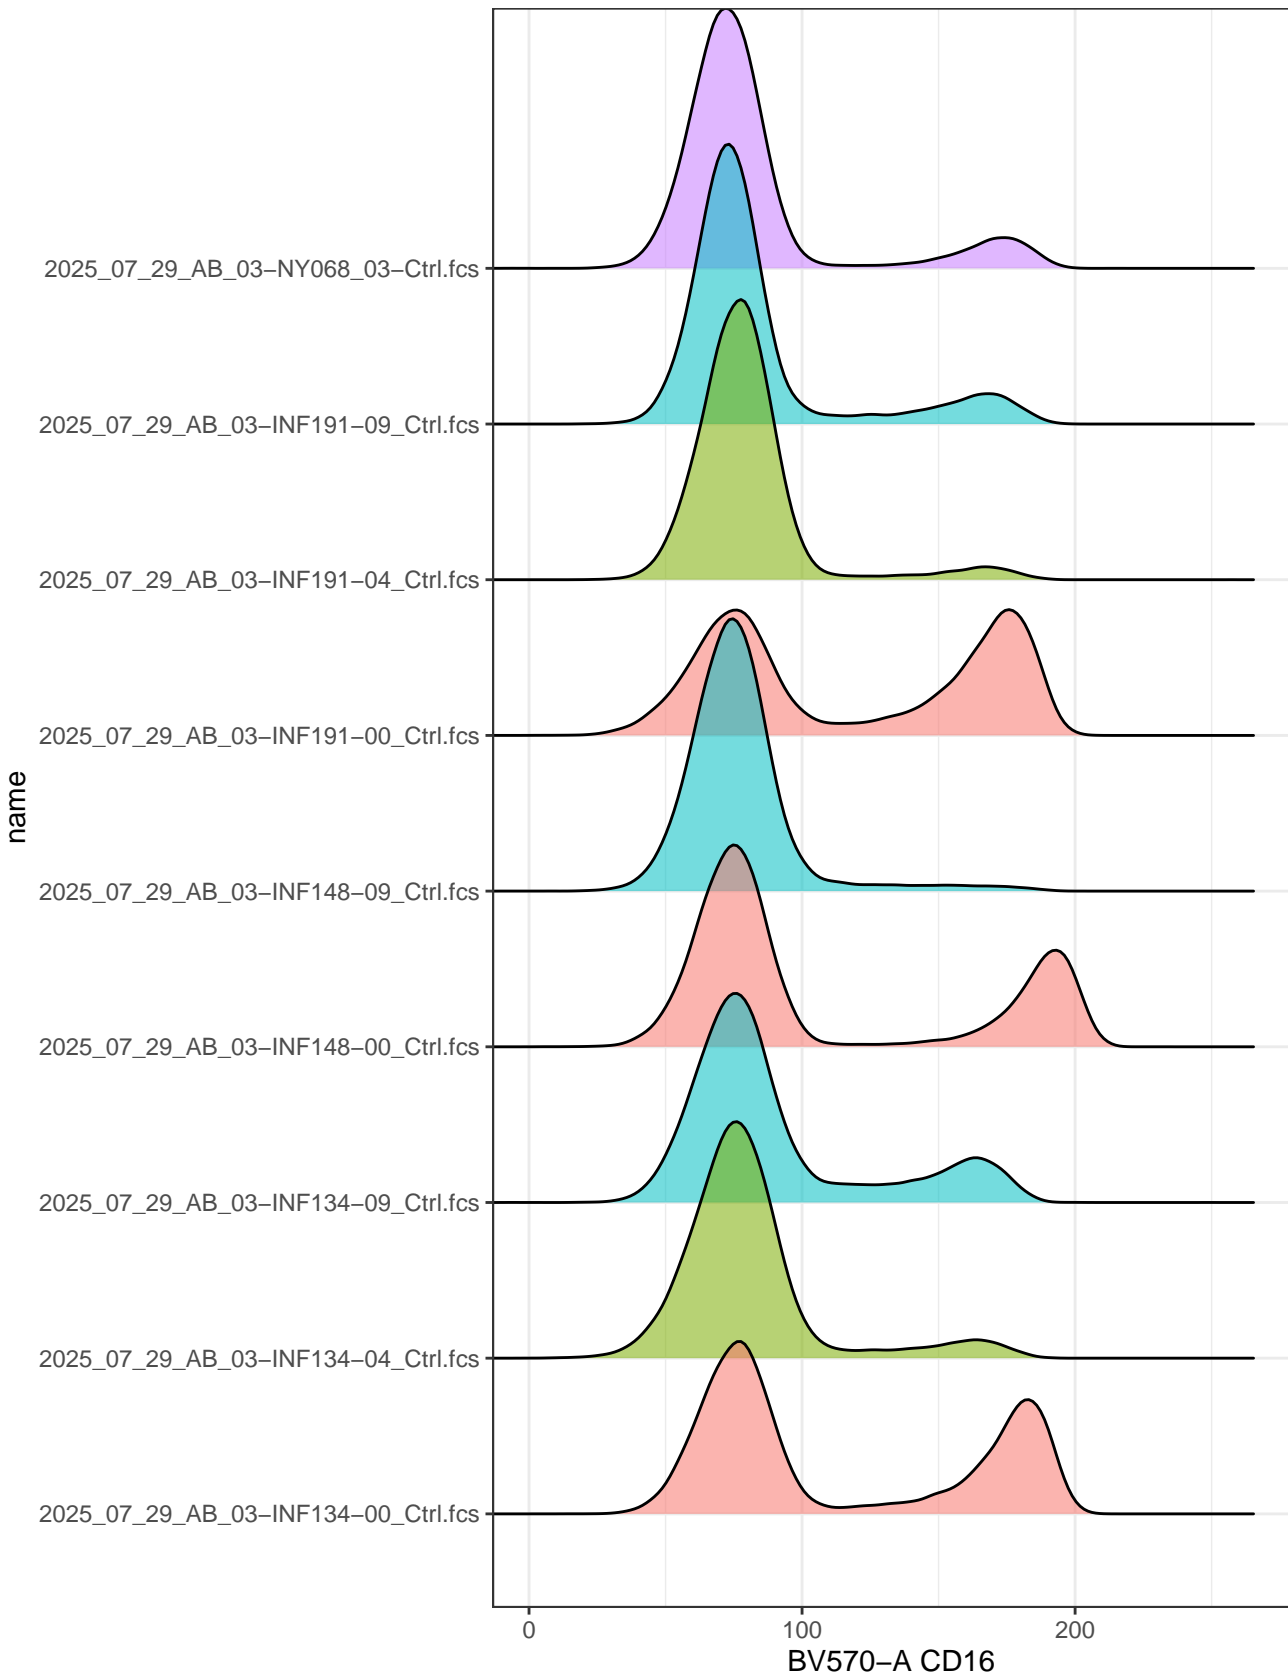 2025_07_29_AB_03−NY068_03−Ctrl.fcs
2025_07_29_AB_03−INF191−09_Ctrl.fcs
2025_07_29_AB_03−INF191−04_Ctrl.fcs
2025_07_29_AB_03−INF191−00_Ctrl.fcs
name
2025_07_29_AB_03−INF148−09_Ctrl.fcs
2025_07_29_AB_03−INF148−00_Ctrl.fcs
2025_07_29_AB_03−INF134−09_Ctrl.fcs
2025_07_29_AB_03−INF134−04_Ctrl.fcs
2025_07_29_AB_03−INF134−00_Ctrl.fcs
0 100 200
BV570−A CD16